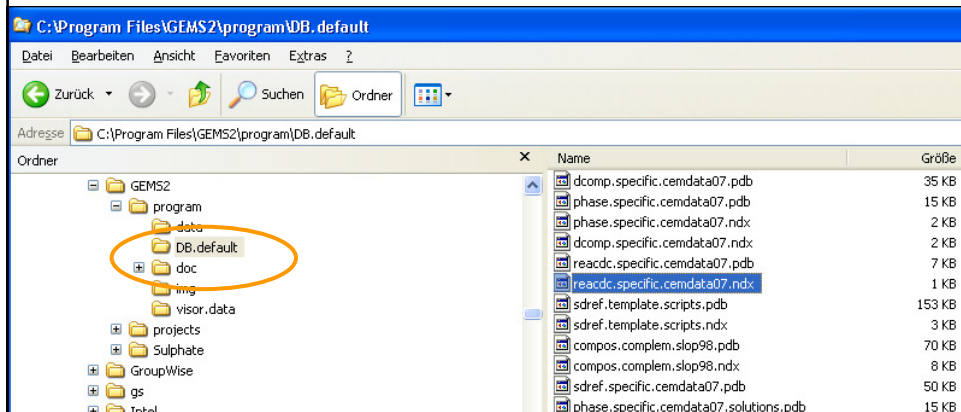 C:\Program Files\GEMS2\program\DB.default
Datei Bearbeiten Ansicht Favoriten Extras ?
Zurück Suchen Ordner
Adresse C:\Program Files\GEMS2\program\DB.default
Ordner
GEMS2
program
data
DB.default
doc
img
visor.data
projects
Sulphate
GroupWise
gs
Intel
Name Größe
dcomp.specific.cemdata07.pdb 35 KB
phase.specific.cemdata07.pdb 15 KB
phase.specific.cemdata07.ndx 2 KB
dcomp.specific.cemdata07.ndx 2 KB
reacdc.specific.cemdata07.pdb 7 KB
reacdc.specific.cemdata07.ndx 1 KB
sdref.template.scripts.pdb 153 KB
sdref.template.scripts.ndx 3 KB
compos.complem.slop98.pdb 70 KB
compos.complem.slop98.ndx 8 KB
sdref.specific.cemdata07.pdb 50 KB
phase.specific.cemdata07.solutions.pdb 15 KB